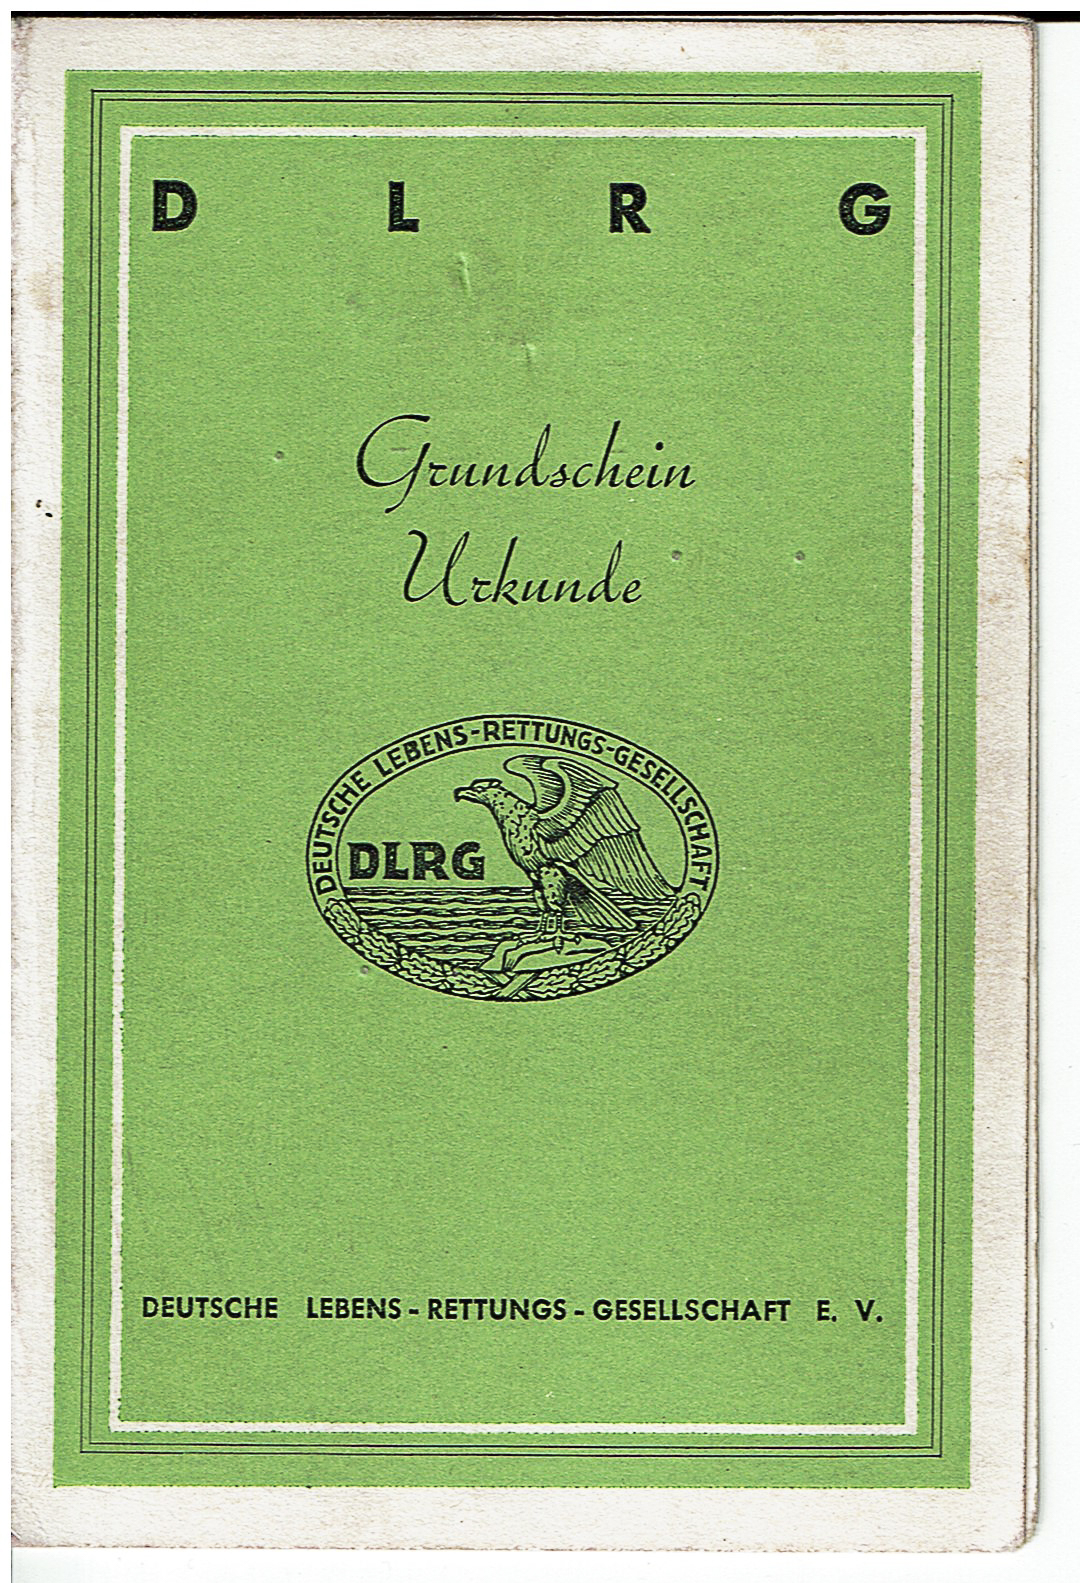 D L R G
Grundschein
Urkunde
DEUTSCHE LEBENS-RETTUNGS-GESELLSCHAFT
DLRG
DEUTSCHE LEBENS - RETTUNGS - GESELLSCHAFT E. V.